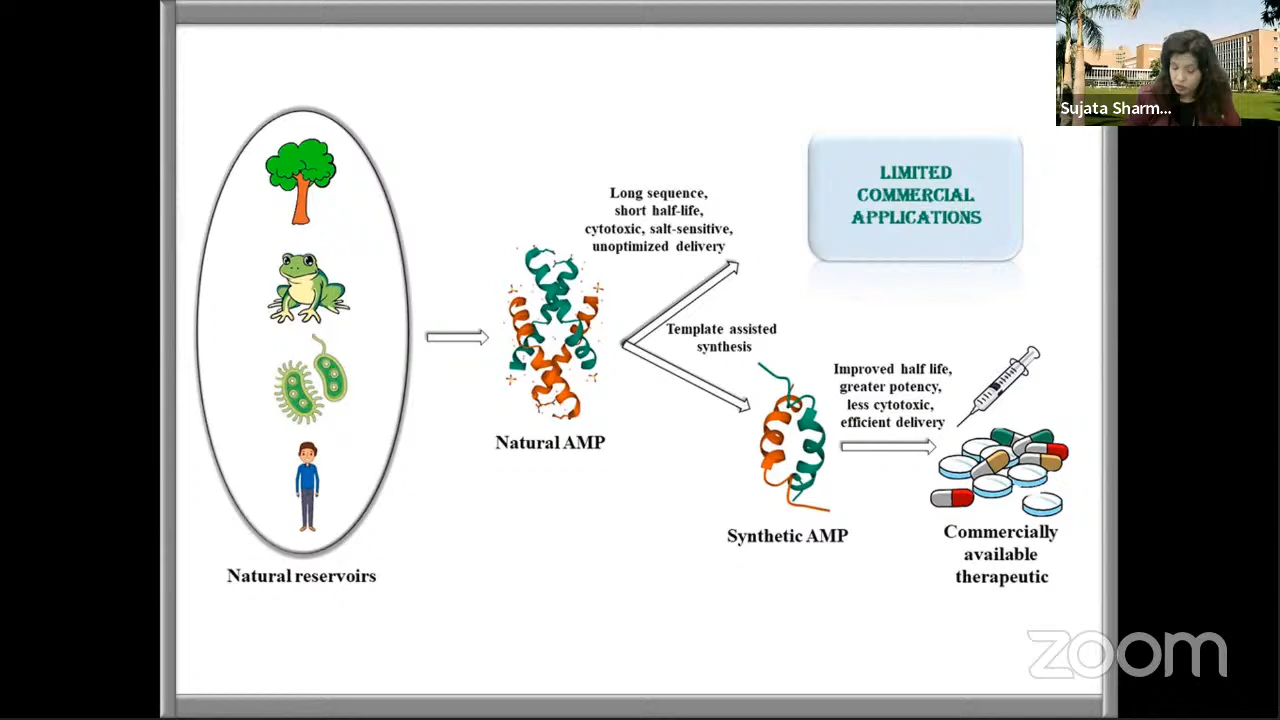 Sujata Sharm...
LIMITED
COMMERCIAL
APPLICATIONS
Long sequence,
short half-life,
cytotoxic, salt-sensitive,
unoptimized delivery
Template assisted
synthesis
Improved half life,
greater potency,
less cytotoxic,
efficient delivery
Natural AMP
Synthetic AMP
Commercially
available
therapeutic
Natural reservoirs
zoom